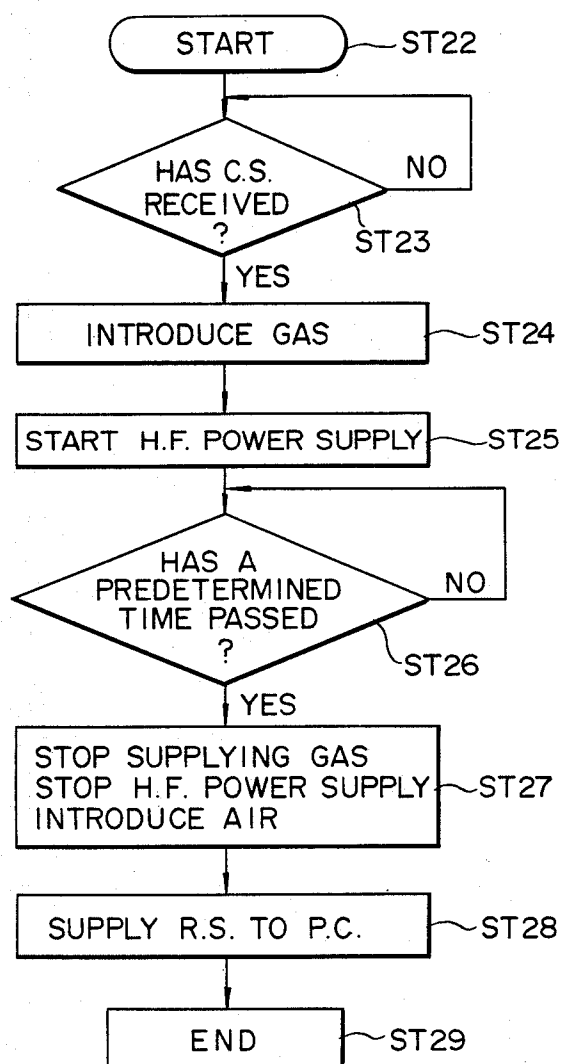 START
ST22
HAS C.S.
RECEIVED
?
NO
ST23
YES
INTRODUCE GAS
ST24
START H.F. POWER SUPPLY
ST25
HAS A
PREDETERMINED
TIME PASSED
?
NO
ST26
YES
STOP SUPPLYING GAS
STOP H.F. POWER SUPPLY
INTRODUCE AIR
ST27
SUPPLY R.S. TO P.C.
ST28
END
ST29